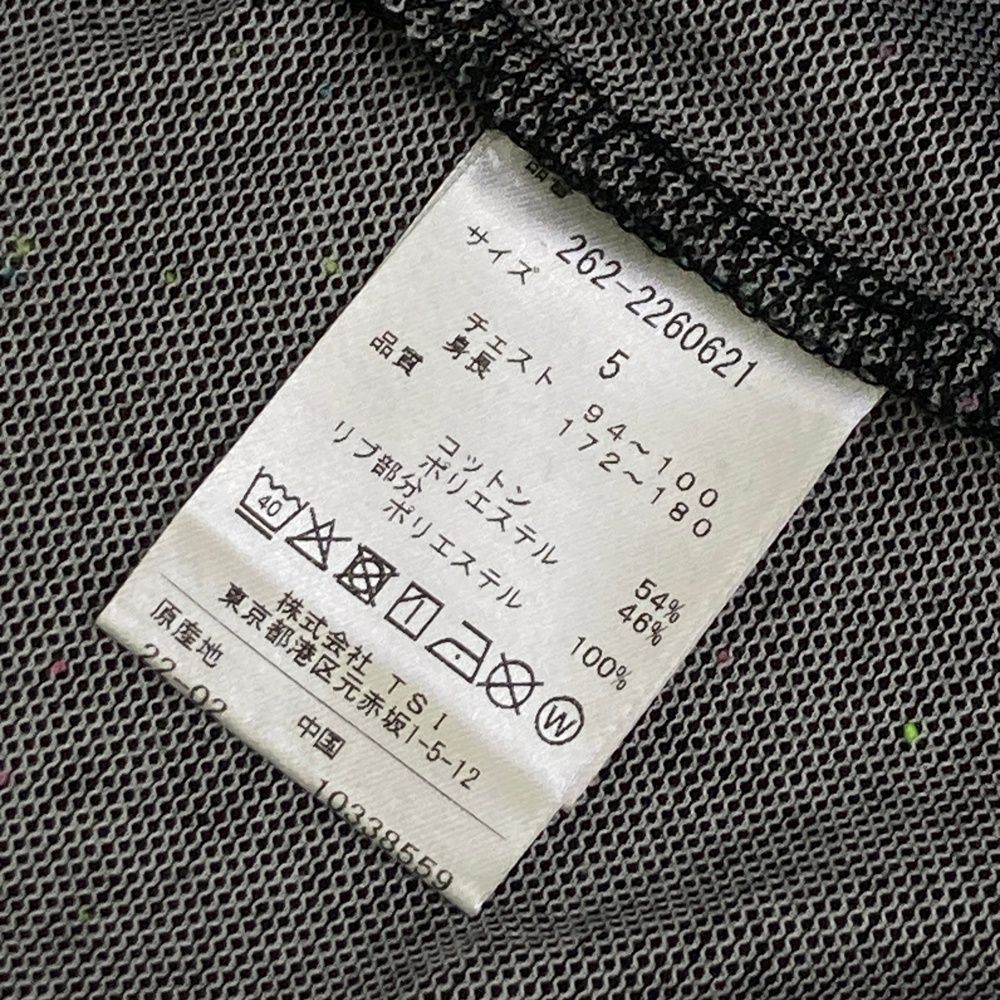 品番 262-2260621
サイズ 5
チェスト 94～100
身長 172～180
品質
コットン 54%
ポリエステル 46%
リブ部分
ポリエステル 100%
40
W
株式会社 TSI
東京都港区元赤坂1-5-12
原産地 中国
22-02 10338559